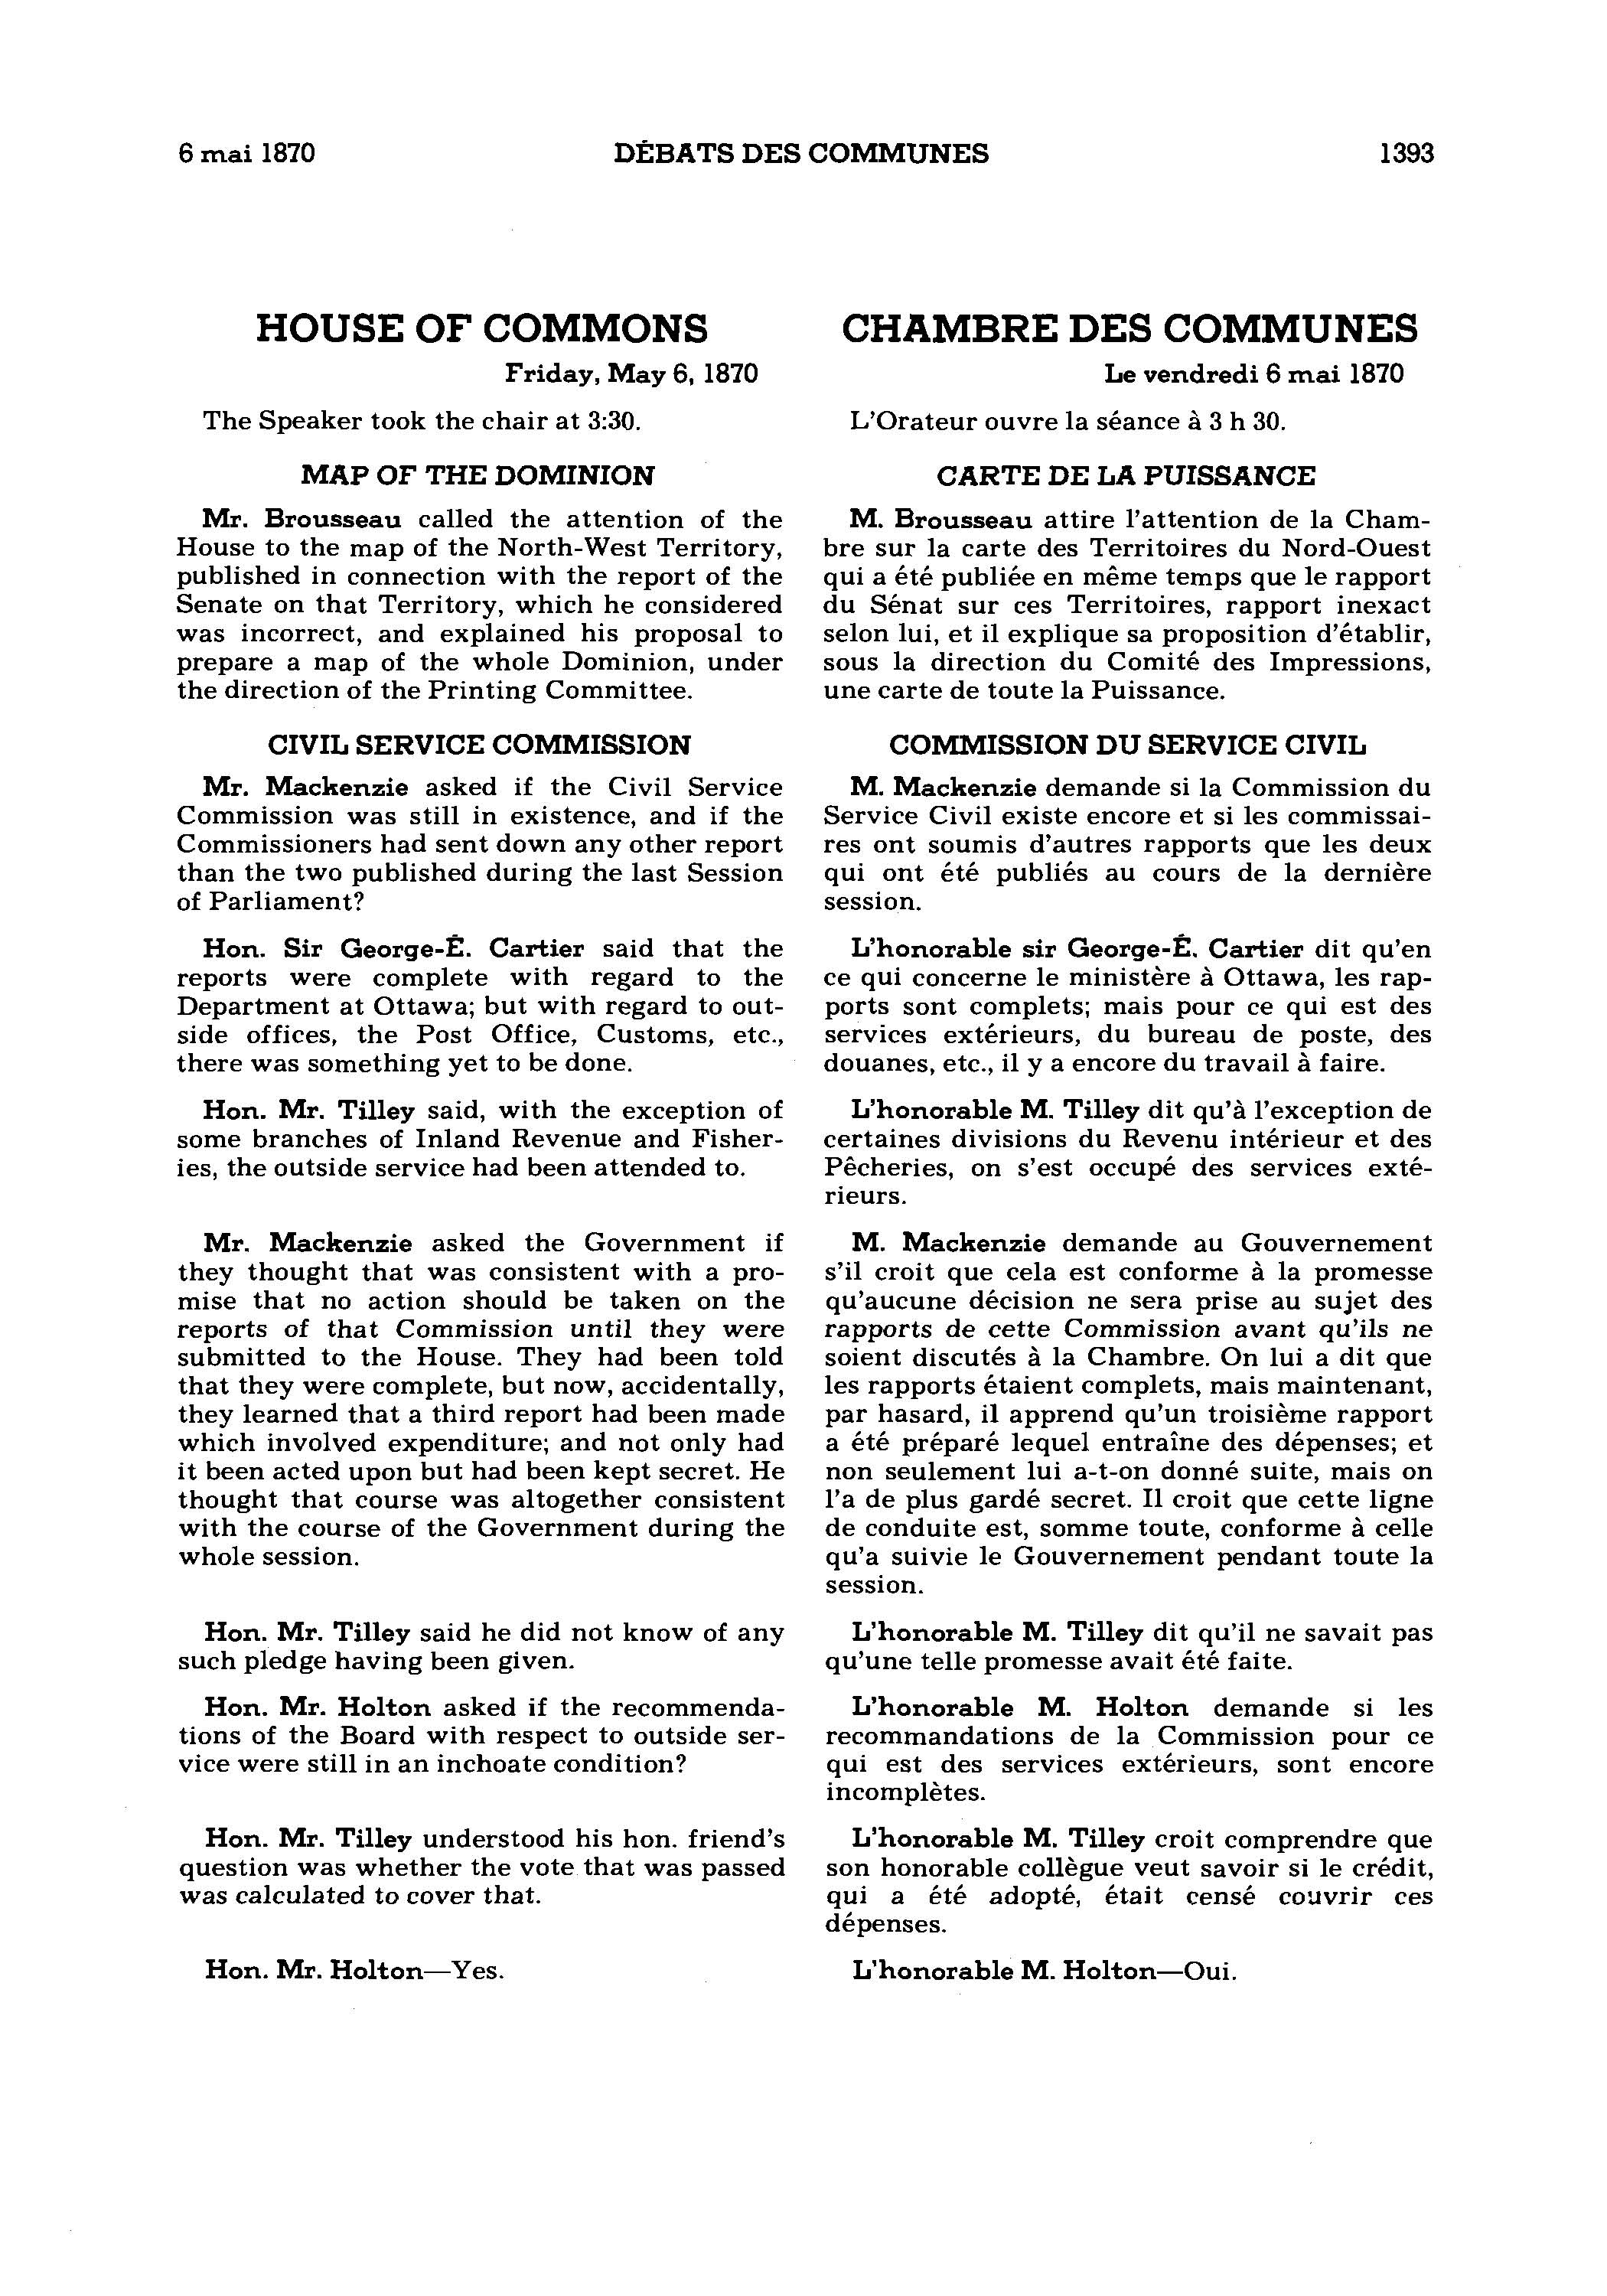 6 mai 1870 DÉBATS DES COMMUNES 1393
HOUSE OF COMMONS
Friday, May 6, 1870
The Speaker took the chair at 3:30.
MAP OF THE DOMINION
Mr. Brousseau called the attention of the
House to the map of the North-West Territory,
published in connection with the report of the
Senate on that Territory, which he considered
was incorrect, and explained his proposal to
prepare a map of the whole Dominion, under
the direction of the Printing Committee.
CIVIL SERVICE COMMISSION
Mr. Mackenzie asked if the Civil Service
Commission was still in existence, and if the
Commissioners had sent down any other report
than the two published during the last Session
of Parliament?
Hon. Sir George-É. Cartier said that the
reports were complete with regard to the
Department at Ottawa; but with regard to out-
side offices, the Post Office, Customs, etc.,
there was something yet to be done.
Hon. Mr. Tilley said, with the exception of
some branches of Inland Revenue and Fisher-
ies, the outside service had been attended to.
Mr. Mackenzie asked the Government if
they thought that was consistent with a pro-
mise that no action should be taken on the
reports of that Commission until they were
submitted to the House. They had been told
that they were complete, but now, accidentally,
they learned that a third report had been made
which involved expenditure; and not only had
it been acted upon but had been kept secret. He
thought that course was altogether consistent
with the course of the Government during the
whole session.
Hon. Mr. Tilley said he did not know of any
such pledge having been given.
Hon. Mr. Holton asked if the recommenda-
tions of the Board with respect to outside ser-
vice were still in an inchoate condition?
Hon. Mr. Tilley understood his hon. friend's
question was whether the vote that was passed
was calculated to cover that.
Hon. Mr. Holton—Yes.
CHAMBRE DES COMMUNES
Le vendredi 6 mai 1870
L'Orateur ouvre la séance à 3 h 30.
CARTE DE LA PUISSANCE
M. Brousseau attire l'attention de la Cham-
bre sur la carte des Territoires du Nord-Ouest
qui a été publiée en même temps que le rapport
du Sénat sur ces Territoires, rapport inexact
selon lui, et il explique sa proposition d'établir,
sous la direction du Comité des Impressions,
une carte de toute la Puissance.
COMMISSION DU SERVICE CIVIL
M. Mackenzie demande si la Commission du
Service Civil existe encore et si les commissai-
res ont soumis d'autres rapports que les deux
qui ont été publiés au cours de la dernière
session.
L'honorable sir George-É. Cartier dit qu'en
ce qui concerne le ministère à Ottawa, les rap-
ports sont complets; mais pour ce qui est des
services extérieurs, du bureau de poste, des
douanes, etc., il y a encore du travail à faire.
L'honorable M. Tilley dit qu'à l'exception de
certaines divisions du Revenu intérieur et des
Pêcheries, on s'est occupé des services exté-
rieurs.
M. Mackenzie demande au Gouvernement
s'il croit que cela est conforme à la promesse
qu'aucune décision ne sera prise au sujet des
rapports de cette Commission avant qu'ils ne
soient discutés à la Chambre. On lui a dit que
les rapports étaient complets, mais maintenant,
par hasard, il apprend qu'un troisième rapport
a été préparé lequel entraîne des dépenses; et
non seulement lui a-t-on donné suite, mais on
l'a de plus gardé secret. Il croit que cette ligne
de conduite est, somme toute, conforme à celle
qu'a suivie le Gouvernement pendant toute la
session.
L'honorable M. Tilley dit qu'il ne savait pas
qu'une telle promesse avait été faite.
L'honorable M. Holton demande si les
recommandations de la Commission pour ce
qui est des services extérieurs, sont encore
incomplètes.
L'honorable M. Tilley croit comprendre que
son honorable collègue veut savoir si le crédit,
qui a été adopté, était censé couvrir ces
dépenses.
L'honorable M. Holton—Oui.